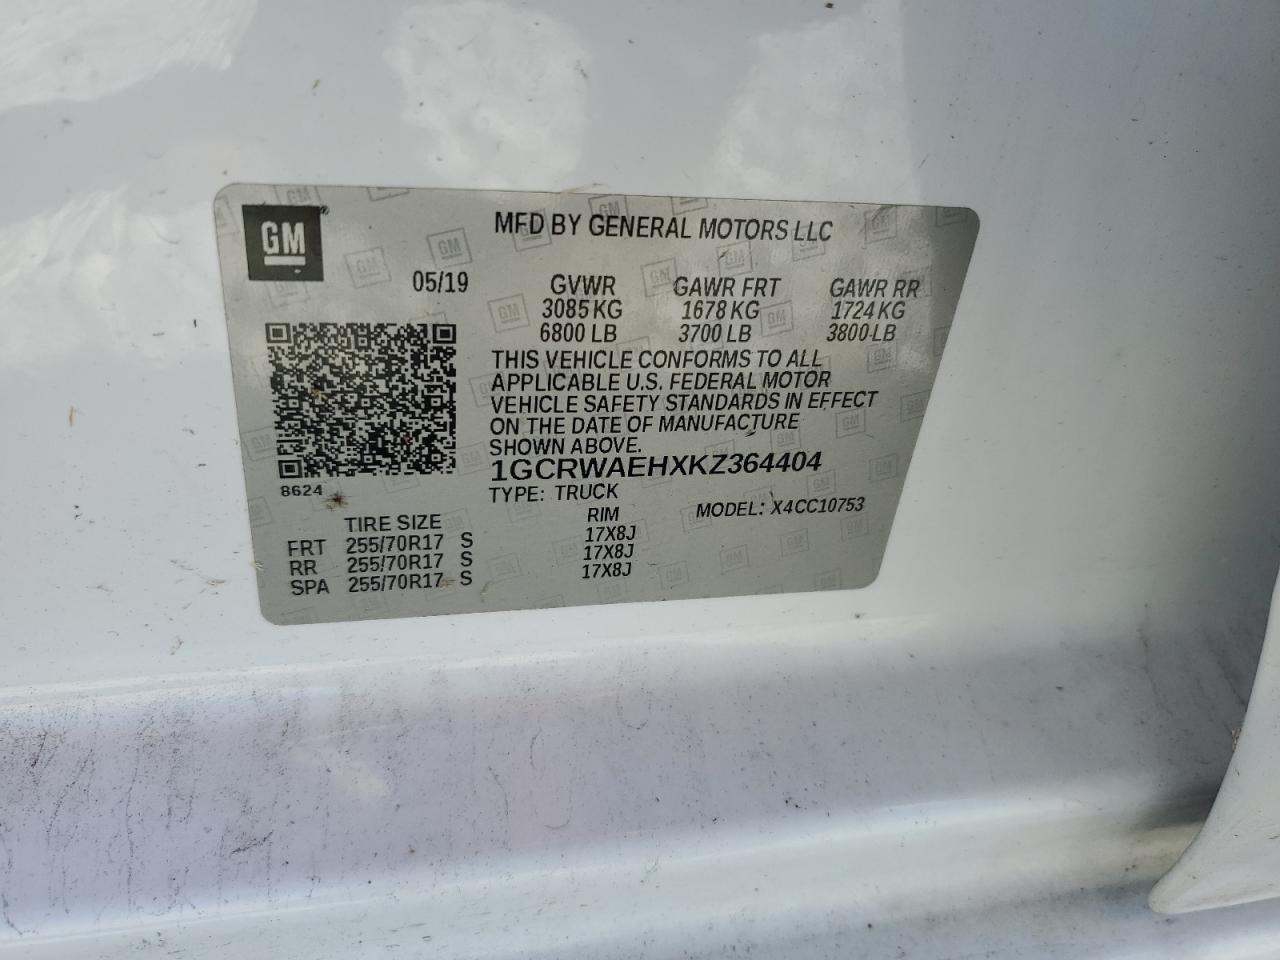 GM
MFD BY GENERAL MOTORS LLC
05/19 GVWR GAWR FRT GAWR RR
3085 KG 1678 KG 1724 KG
6800 LB 3700 LB 3800 LB
THIS VEHICLE CONFORMS TO ALL
APPLICABLE U.S. FEDERAL MOTOR
VEHICLE SAFETY STANDARDS IN EFFECT
ON THE DATE OF MANUFACTURE
SHOWN ABOVE.
1GCRWAEHXKZ364404
8624 TYPE: TRUCK MODEL: X4CC10753
TIRE SIZE RIM
FRT 255/70R17 S 17X8J
RR 255/70R17 S 17X8J
SPA 255/70R17 S 17X8J